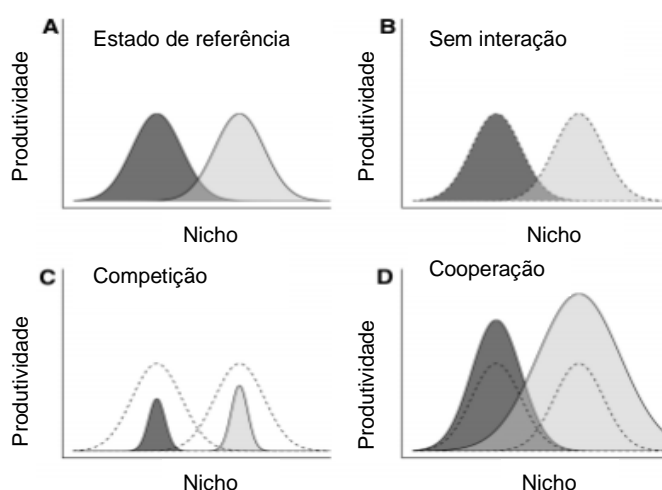 A
Estado de referência
Produtividade
Nicho
B
Sem interação
Produtividade
Nicho
C
Competição
Produtividade
Nicho
D
Cooperação
Produtividade
Nicho